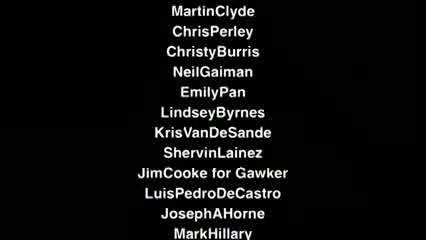 MartinClyde
ChrisPerley
ChristyBurris
NeilGaiman
EmilyPan
LindseyByrnes
KrisVanDeSande
ShervinLainez
JimCooke for Gawker
LuisPedroDeCastro
JosephAHorne
MarkHillary